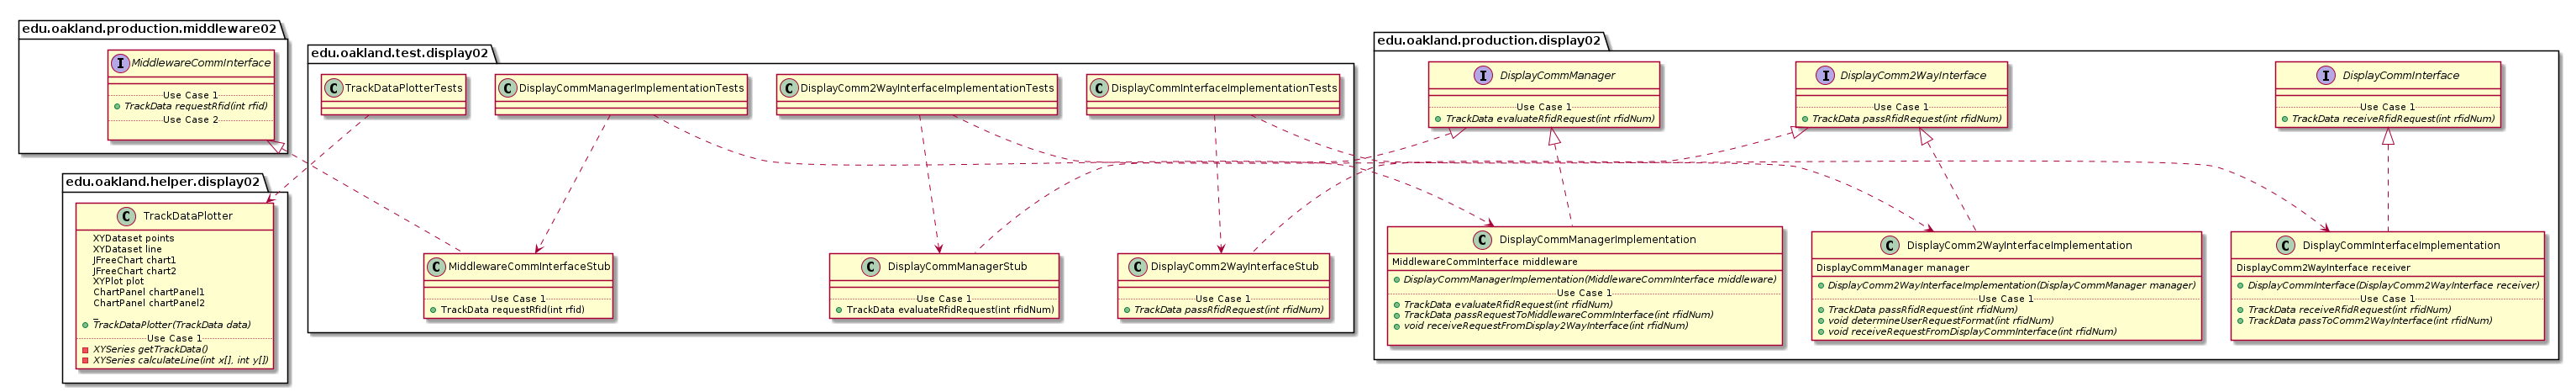 edu.oakland.production.middleware02
I MiddlewareCommInterface
Use Case 1
TrackData requestRfid(int rfid)
Use Case 2
edu.oakland.helper.display02
C TrackDataPlotter
XYDataset points
XYDataset line
JFreeChart chart1
JFreeChart chart2
XYPlot plot
ChartPanel chartPanel1
ChartPanel chartPanel2
_
TrackDataPlotter(TrackData data)
Use Case 1
XYSeries getTrackData()
XYSeries calculateLine(int x[], int y[])
edu.oakland.test.display02
C TrackDataPlotterTests
C DisplayCommManagerImplementationTests
C DisplayComm2WayInterfaceImplementationTests
C DisplayCommInterfaceImplementationTests
C MiddlewareCommInterfaceStub
Use Case 1
TrackData requestRfid(int rfid)
C DisplayCommManagerStub
Use Case 1
TrackData evaluateRfidRequest(int rfidNum)
C DisplayComm2WayInterfaceStub
Use Case 1
TrackData passRfidRequest(int rfidNum)
edu.oakland.production.display02
I DisplayCommManager
Use Case 1
TrackData evaluateRfidRequest(int rfidNum)
I DisplayComm2WayInterface
Use Case 1
TrackData passRfidRequest(int rfidNum)
I DisplayCommInterface
Use Case 1
TrackData receiveRfidRequest(int rfidNum)
C DisplayCommManagerImplementation
MiddlewareCommInterface middleware
DisplayCommManagerImplementation(MiddlewareCommInterface middleware)
Use Case 1
TrackData evaluateRfidRequest(int rfidNum)
TrackData passRequestToMiddlewareCommInterface(int rfidNum)
void receiveRequestFromDisplay2WayInterface(int rfidNum)
C DisplayComm2WayInterfaceImplementation
DisplayCommManager manager
DisplayComm2WayInterfaceImplementation(DisplayCommManager manager)
Use Case 1
TrackData passRfidRequest(int rfidNum)
void determineUserRequestFormat(int rfidNum)
void receiveRequestFromDisplayCommInterface(int rfidNum)
C DisplayCommInterfaceImplementation
DisplayComm2WayInterface receiver
DisplayCommInterface(DisplayComm2WayInterface receiver)
Use Case 1
TrackData receiveRfidRequest(int rfidNum)
TrackData passToComm2WayInterface(int rfidNum)